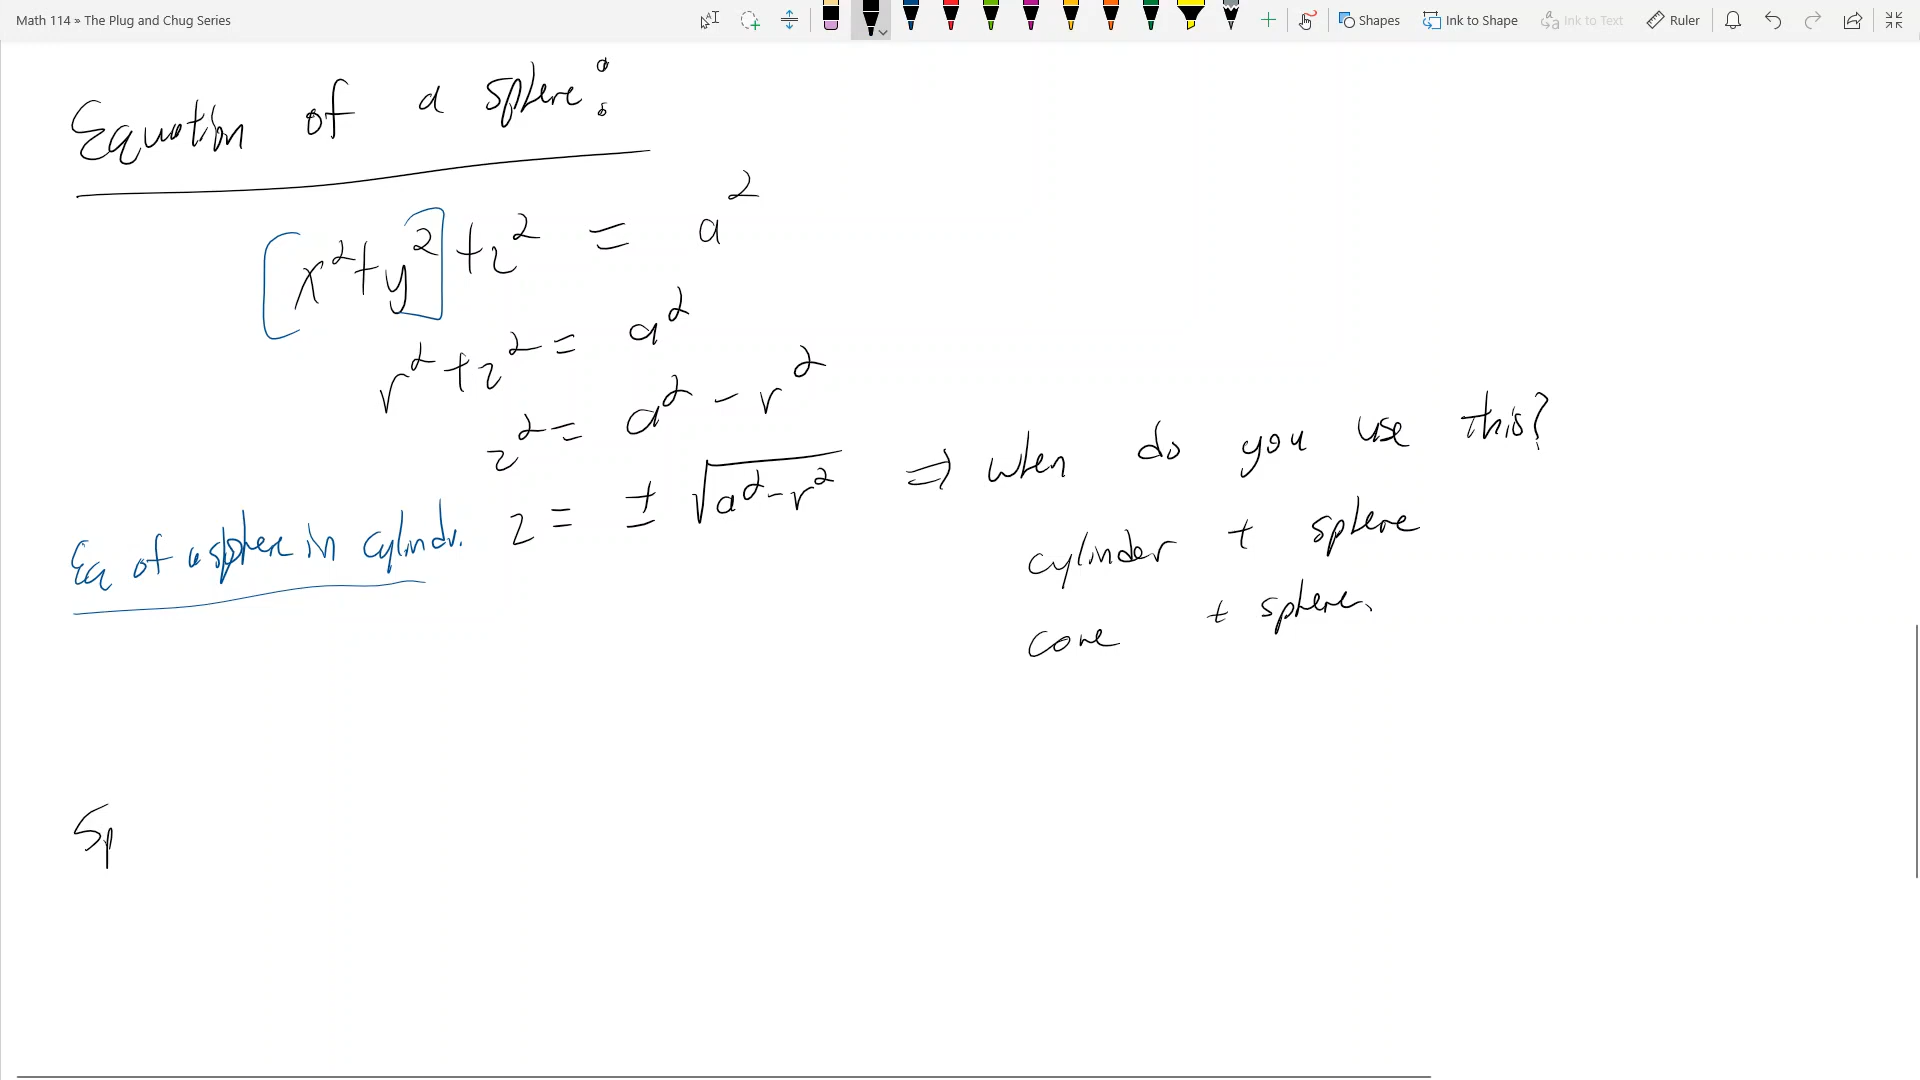 Math 114 » The Plug and Chug Series
Shapes Ink to Shape Ink to Text Ruler
Equation of a sphere:
[x²+y²]+z² = a²
r²+z² = a²
z² = a² - r²
z = ± √a²-r² ⇒ when do you use this?
Eq of a sphere in cylindr.
cylinder + sphere
cone + sphere.
Sp